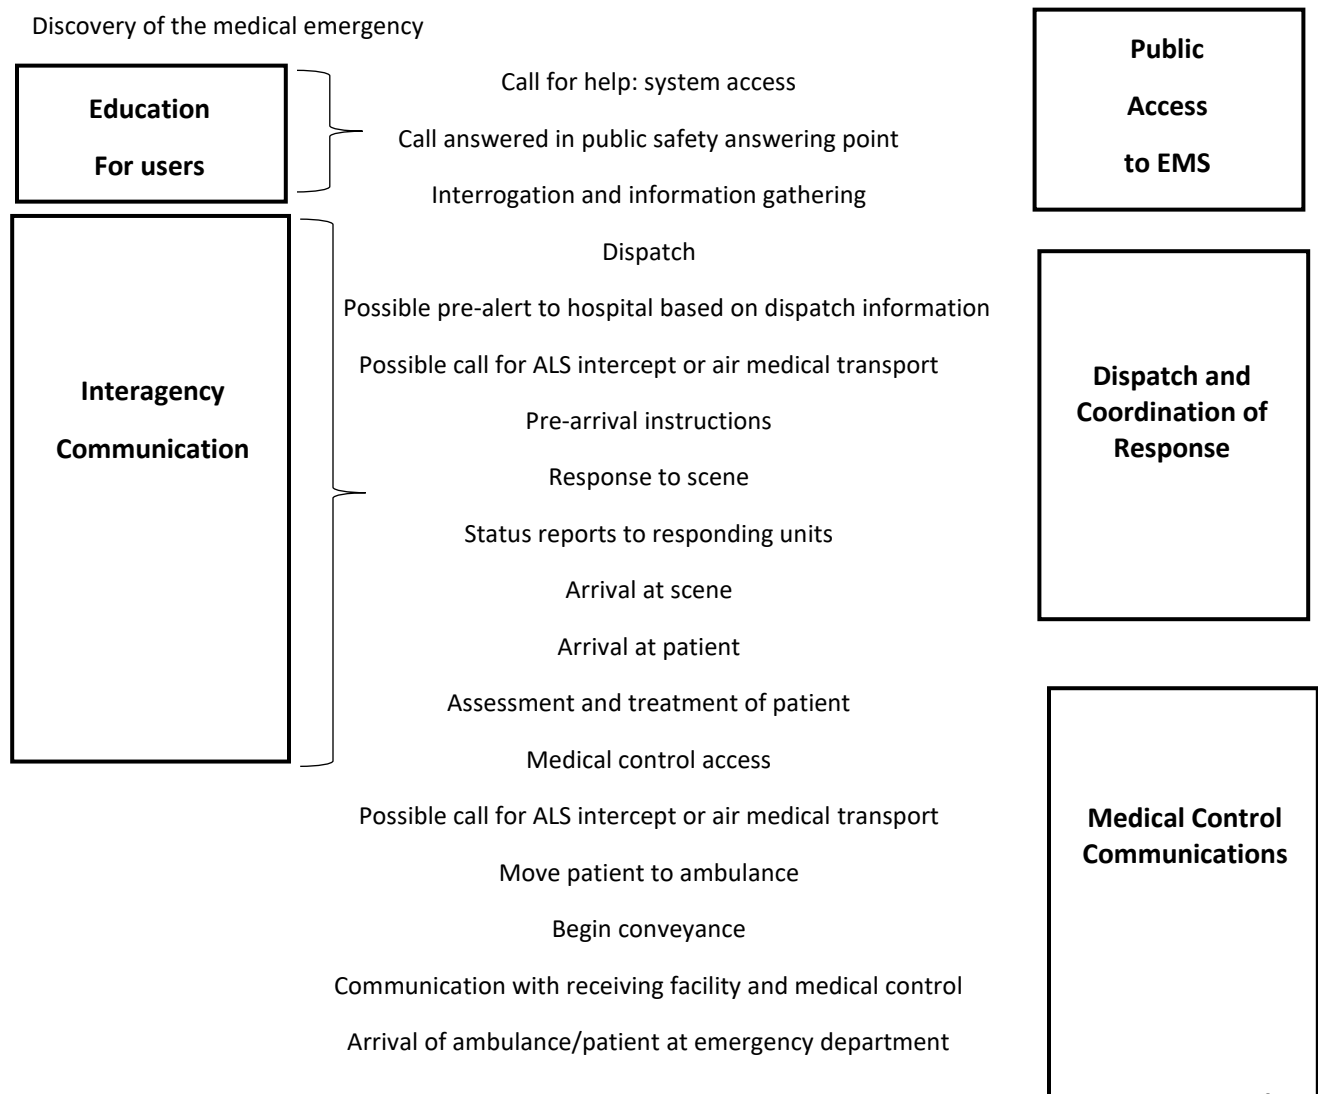 Discovery of the medical emergency
Education
For users
Call for help: system access
Call answered in public safety answering point
Interrogation and information gathering
Public
Access
to EMS
Interagency
Communication
Dispatch
Possible pre-alert to hospital based on dispatch information
Possible call for ALS intercept or air medical transport
Pre-arrival instructions
Response to scene
Status reports to responding units
Arrival at scene
Arrival at patient
Assessment and treatment of patient
Medical control access
Possible call for ALS intercept or air medical transport
Move patient to ambulance
Begin conveyance
Communication with receiving facility and medical control
Arrival of ambulance/patient at emergency department
Dispatch and
Coordination of
Response
Medical Control
Communications